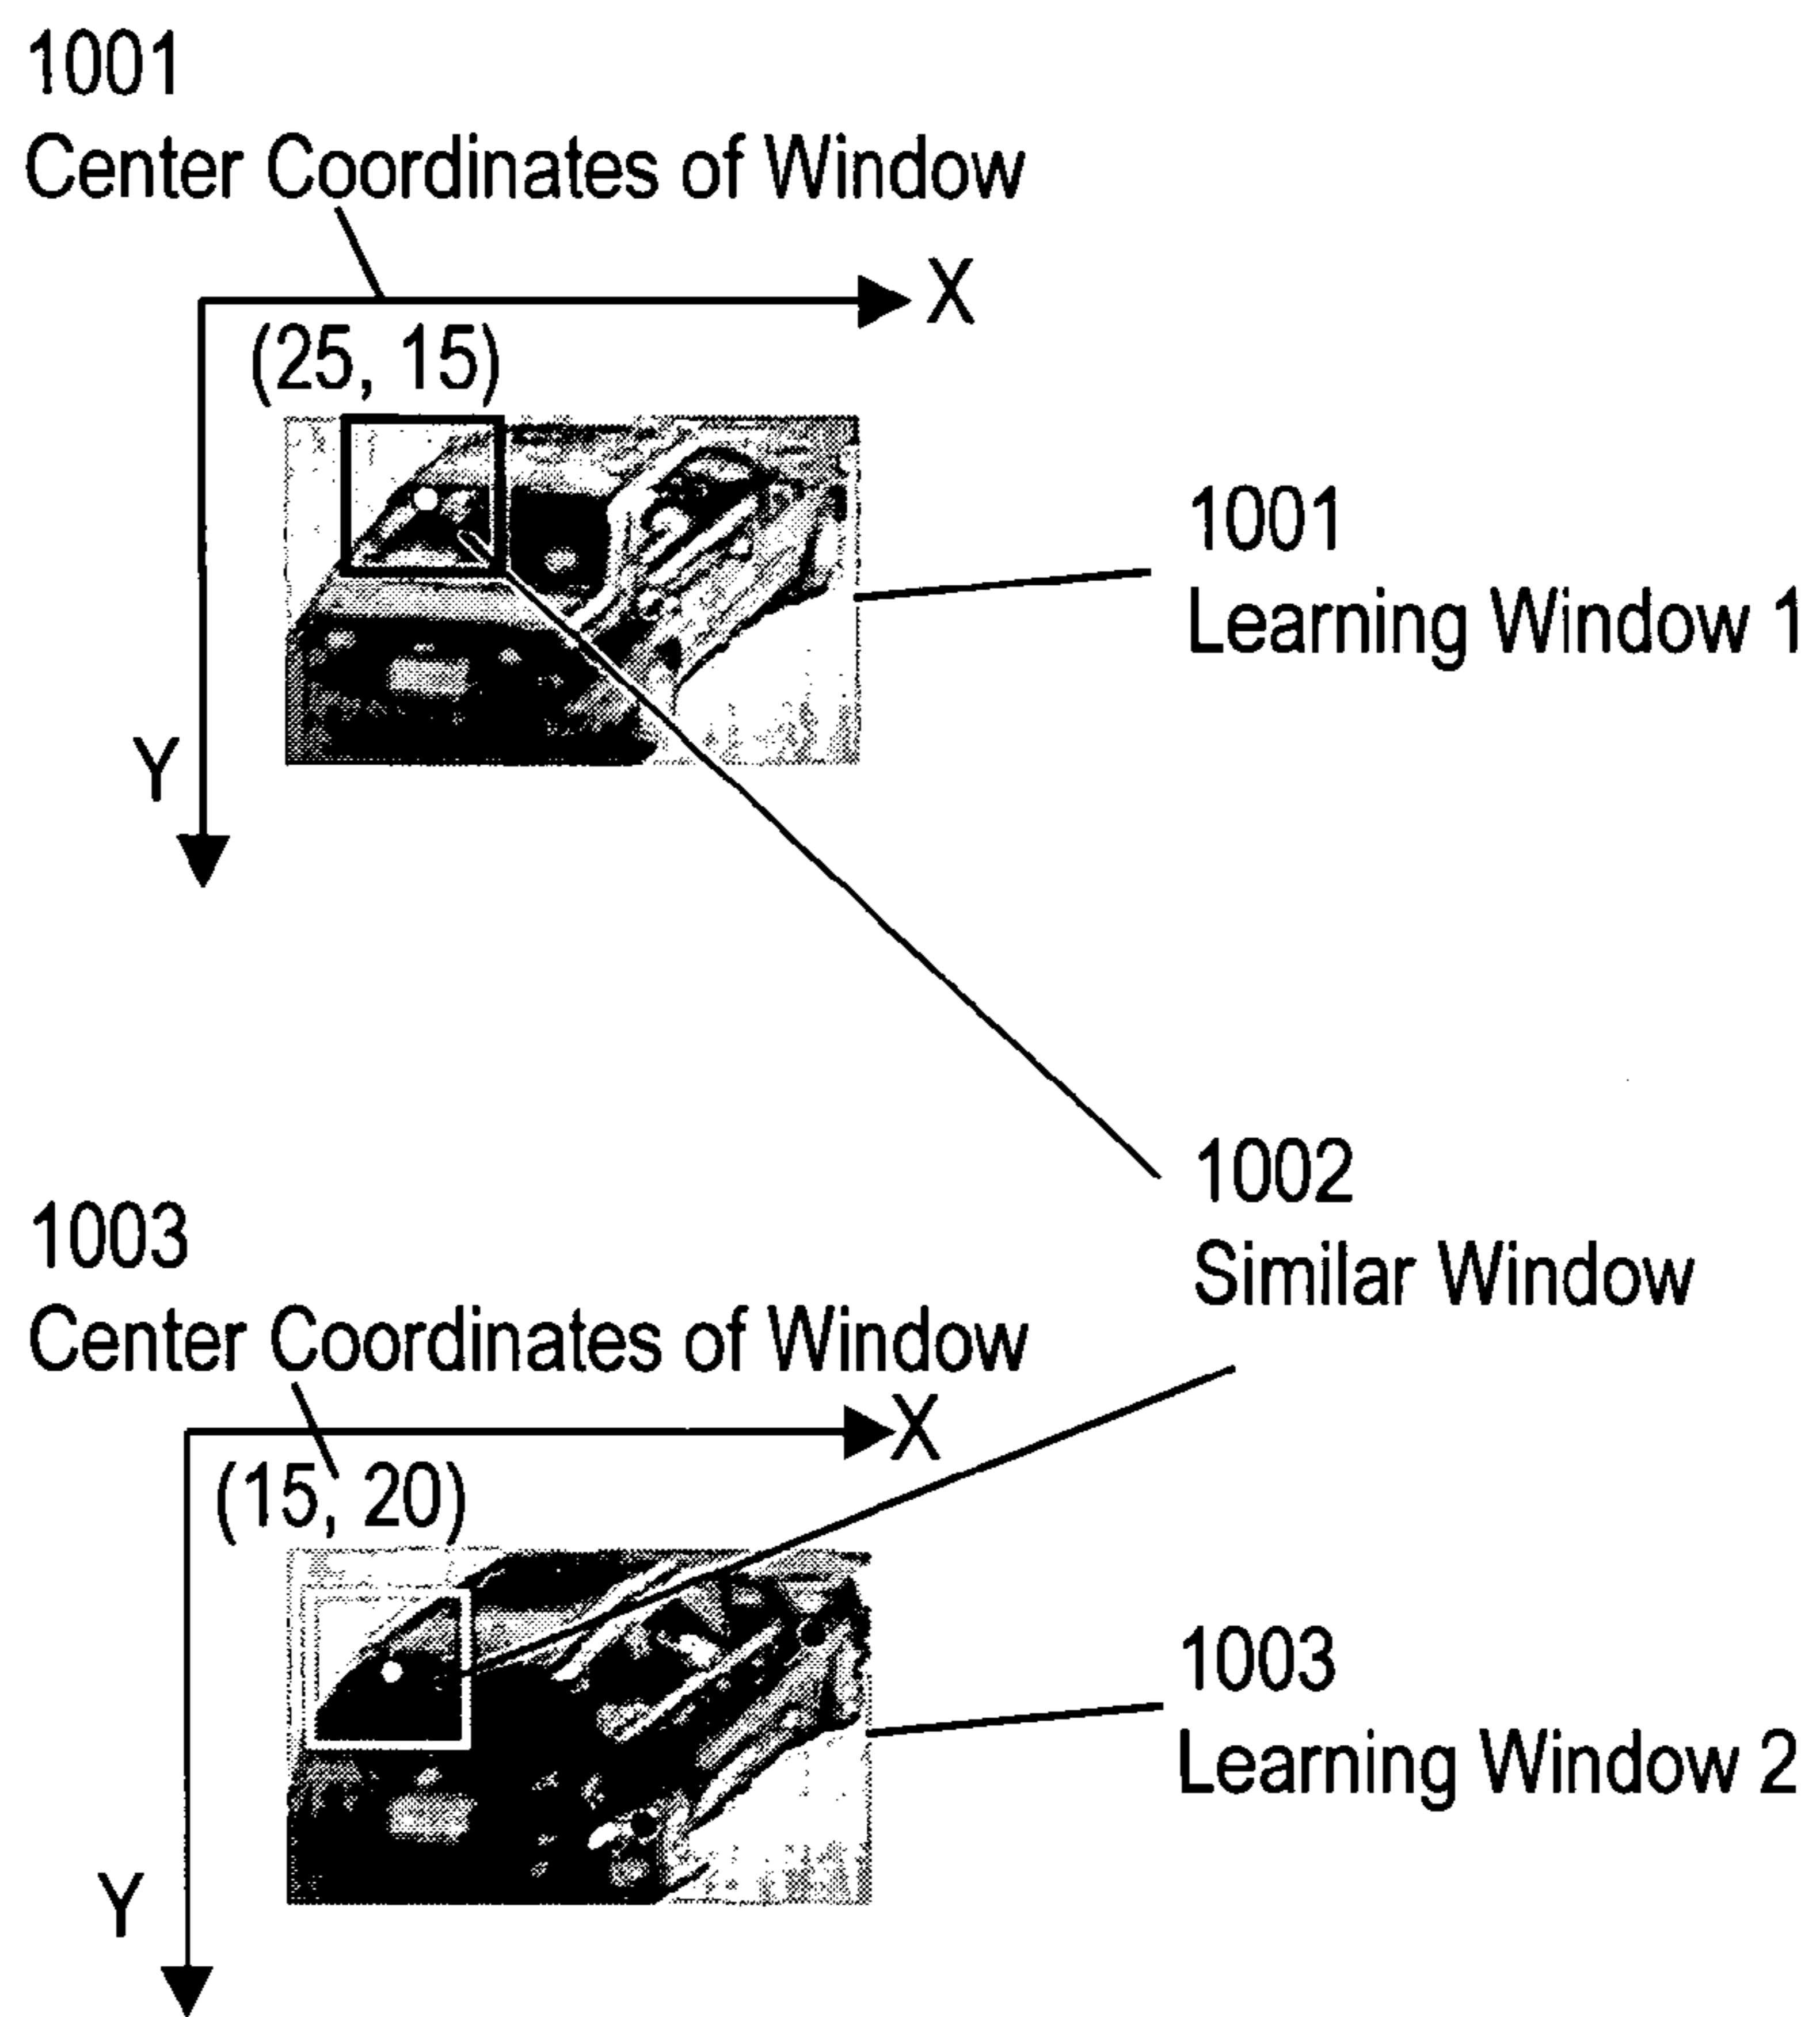 1001
Center Coordinates of Window
X
(25, 15)
1001
Learning Window 1
Y
1002
Similar Window
1003
Center Coordinates of Window
X
(15, 20)
1003
Learning Window 2
Y